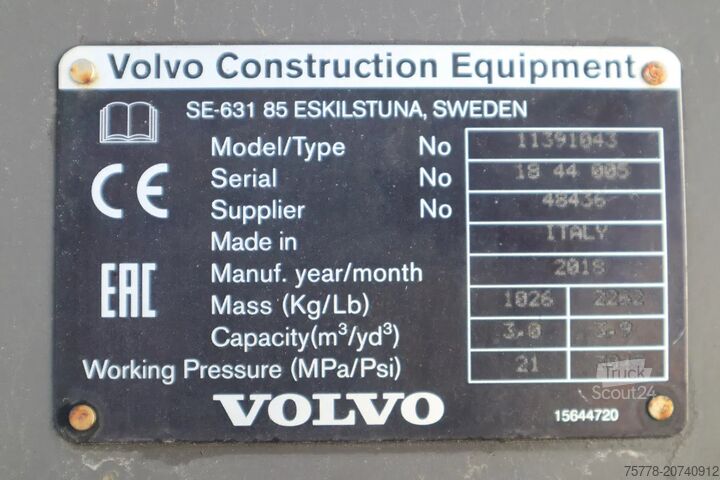 Volvo Construction Equipment
SE-631 85 ESKILSTUNA, SWEDEN
Model/Type No 11391043
Serial No 18 44 005
Supplier No 48436
Made in ITALY
Manuf. year/month 2018
CE
EAC
Mass (Kg/Lb) 1026 2262
Capacity(m³/yd³) 3.0 3.9
Working Pressure (MPa/Psi) 21
VOLVO
15644720
Truck
Scout24
75778-20740912